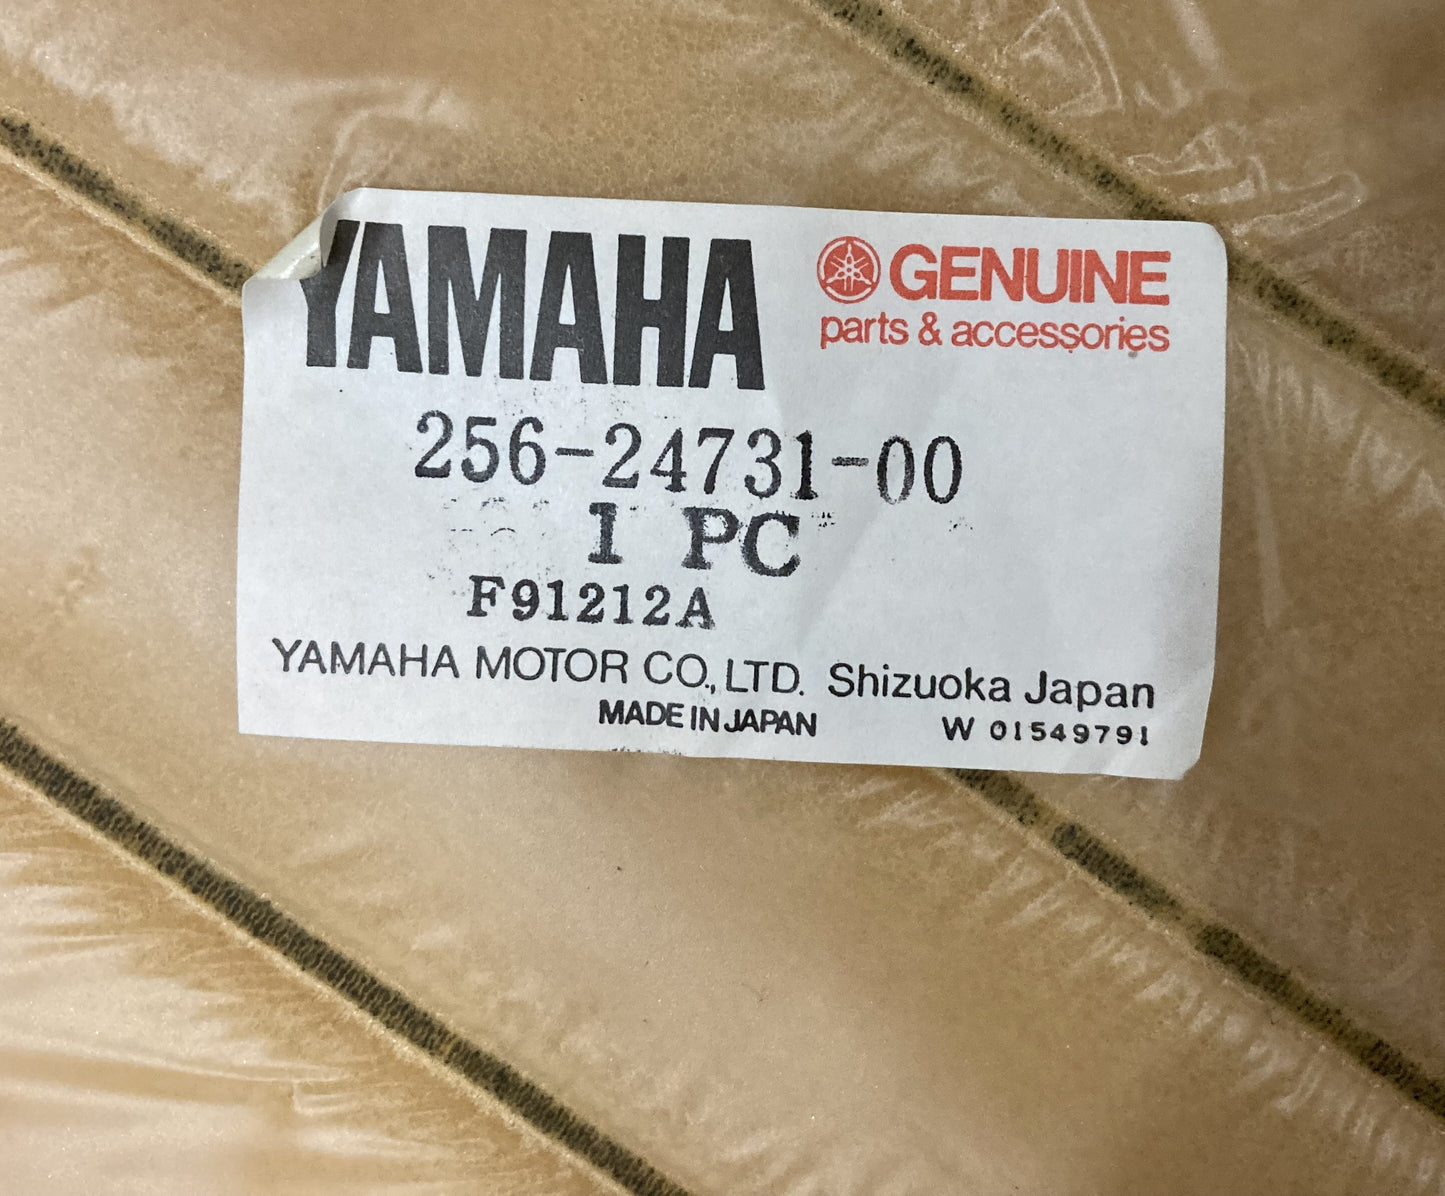 YAMAHA
GENUINE
parts & accessories
256-24731-00
1 PC
F91212A
YAMAHA MOTOR CO., LTD. Shizuoka Japan
MADE IN JAPAN
W 01549791